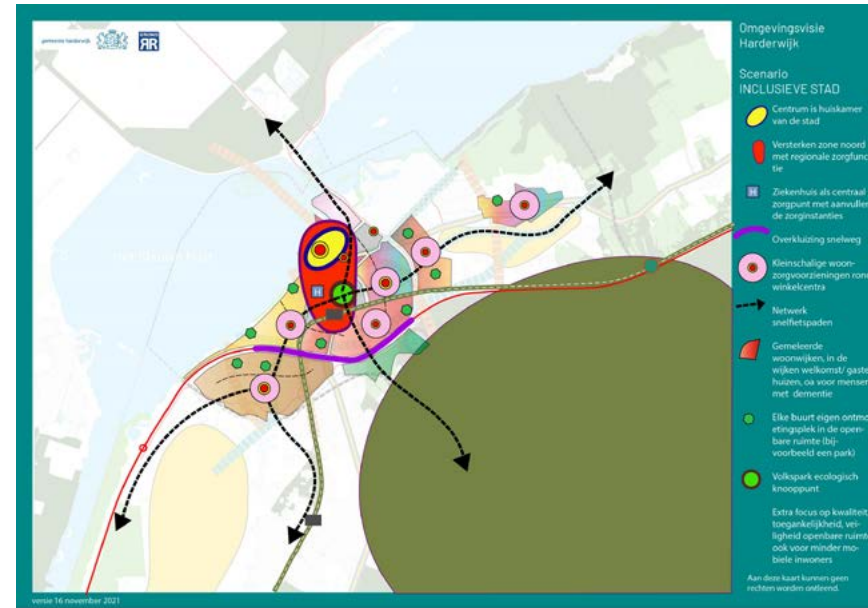 gemeente harderwijk
Omgevingsvisie
Harderwijk
Scenario
INCLUSIEVE STAD
Centrum is huiskamer
van de stad
Versterken zone noord
met regionale zorgfunc
tie
H
Ziekenhuis als centraal
zorgpunt met aanvullen
de zorginstanties
Overkluizing snelweg
Kleinschalige woon-
zorgvoorzieningen rond
winkelcentra
Netwerk
snelfietspaden
Gemeleerde
woonwijken, in de
wijken welkomst/ gaste
huizen, oa voor mensen
met dementie
Elke buurt eigen ontmo
etingsplek in de open-
bare ruimte (bij-
voorbeeld een park)
Volkspark ecologisch
knooppunt
Extra focus op kwaliteit,
toegankelijkheid, vei-
ligheid openbare ruimte
ook voor minder mo-
biele inwoners
Aan deze kaart kunnen geen
rechten worden ontleend.
H
versie 16 november 2021